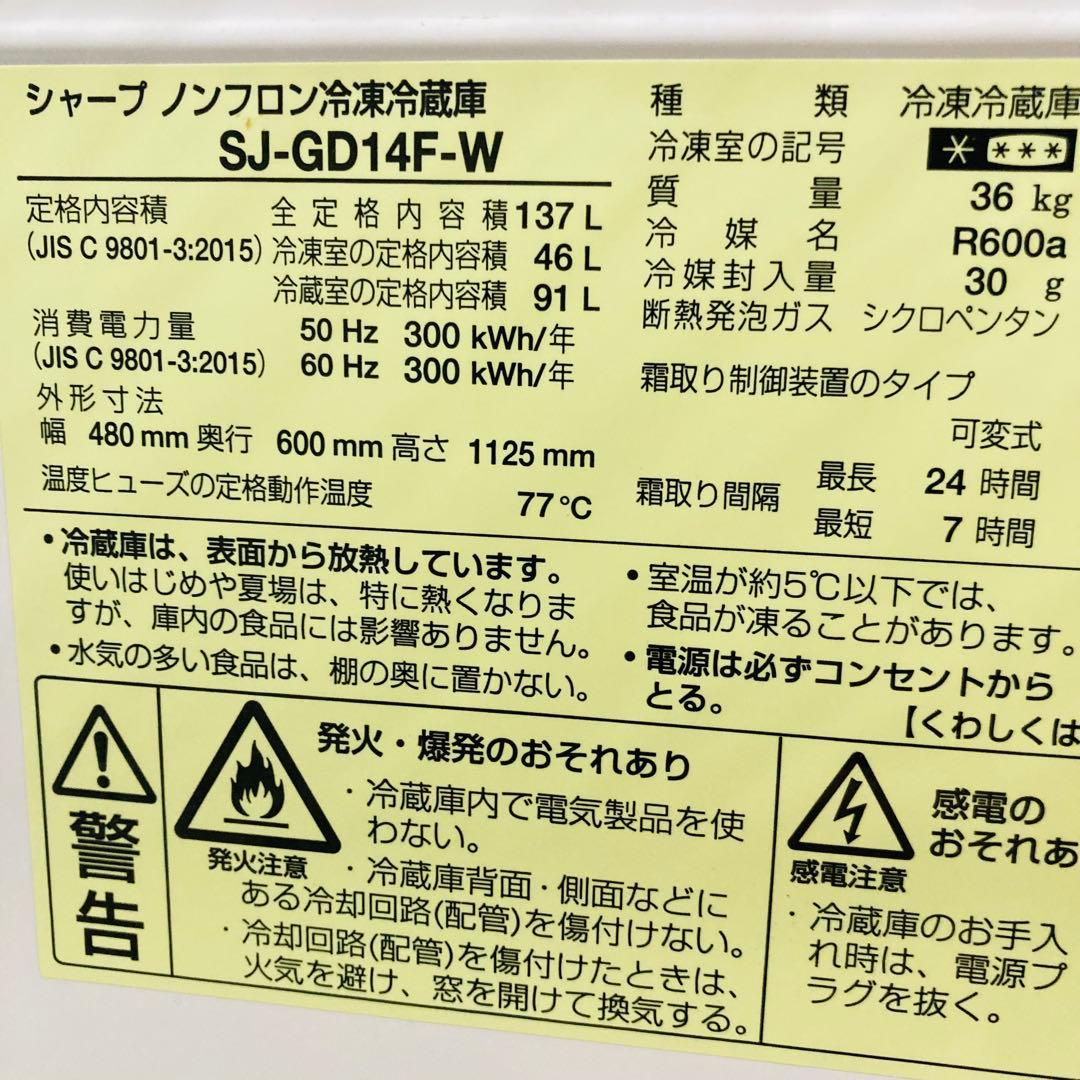 シャープ ノンフロン冷凍冷蔵庫
SJ-GD14F-W
定格内容積 全定格内容積 137 L
(JIS C 9801-3:2015) 冷凍室の定格内容積 46 L
冷蔵室の定格内容積 91 L
消費電力量 50 Hz 300 kWh/年
(JIS C 9801-3:2015) 60 Hz 300 kWh/年
外形寸法
幅 480 mm 奥行 600 mm 高さ 1125 mm
温度ヒューズの定格動作温度 77 ℃
種類 冷凍冷蔵庫
冷凍室の記号 * ***
質量 36 kg
冷媒名 R600a
冷媒封入量 30 g
断熱発泡ガス シクロペンタン
霜取り制御装置のタイプ
可変式
霜取り間隔 最長 24 時間
最短 7 時間
・冷蔵庫は、表面から放熱しています。
使いはじめや夏場は、特に熱くなりま
すが、庫内の食品には影響ありません。
・水気の多い食品は、棚の奥に置かない。
・室温が約5℃以下では、
食品が凍ることがあります。
・電源は必ずコンセントから
とる。
【くわしくは
警告
発火注意
発火・爆発のおそれあり
・冷蔵庫内で電気製品を使
わない。
・冷蔵庫背面・側面などに
ある冷却回路(配管)を傷付けない。
・冷却回路(配管)を傷付けたときは、
火気を避け、窓を開けて換気する。
感電注意
感電の
おそれあ
・冷蔵庫のお手入
れ時は、電源プ
ラグを抜く。